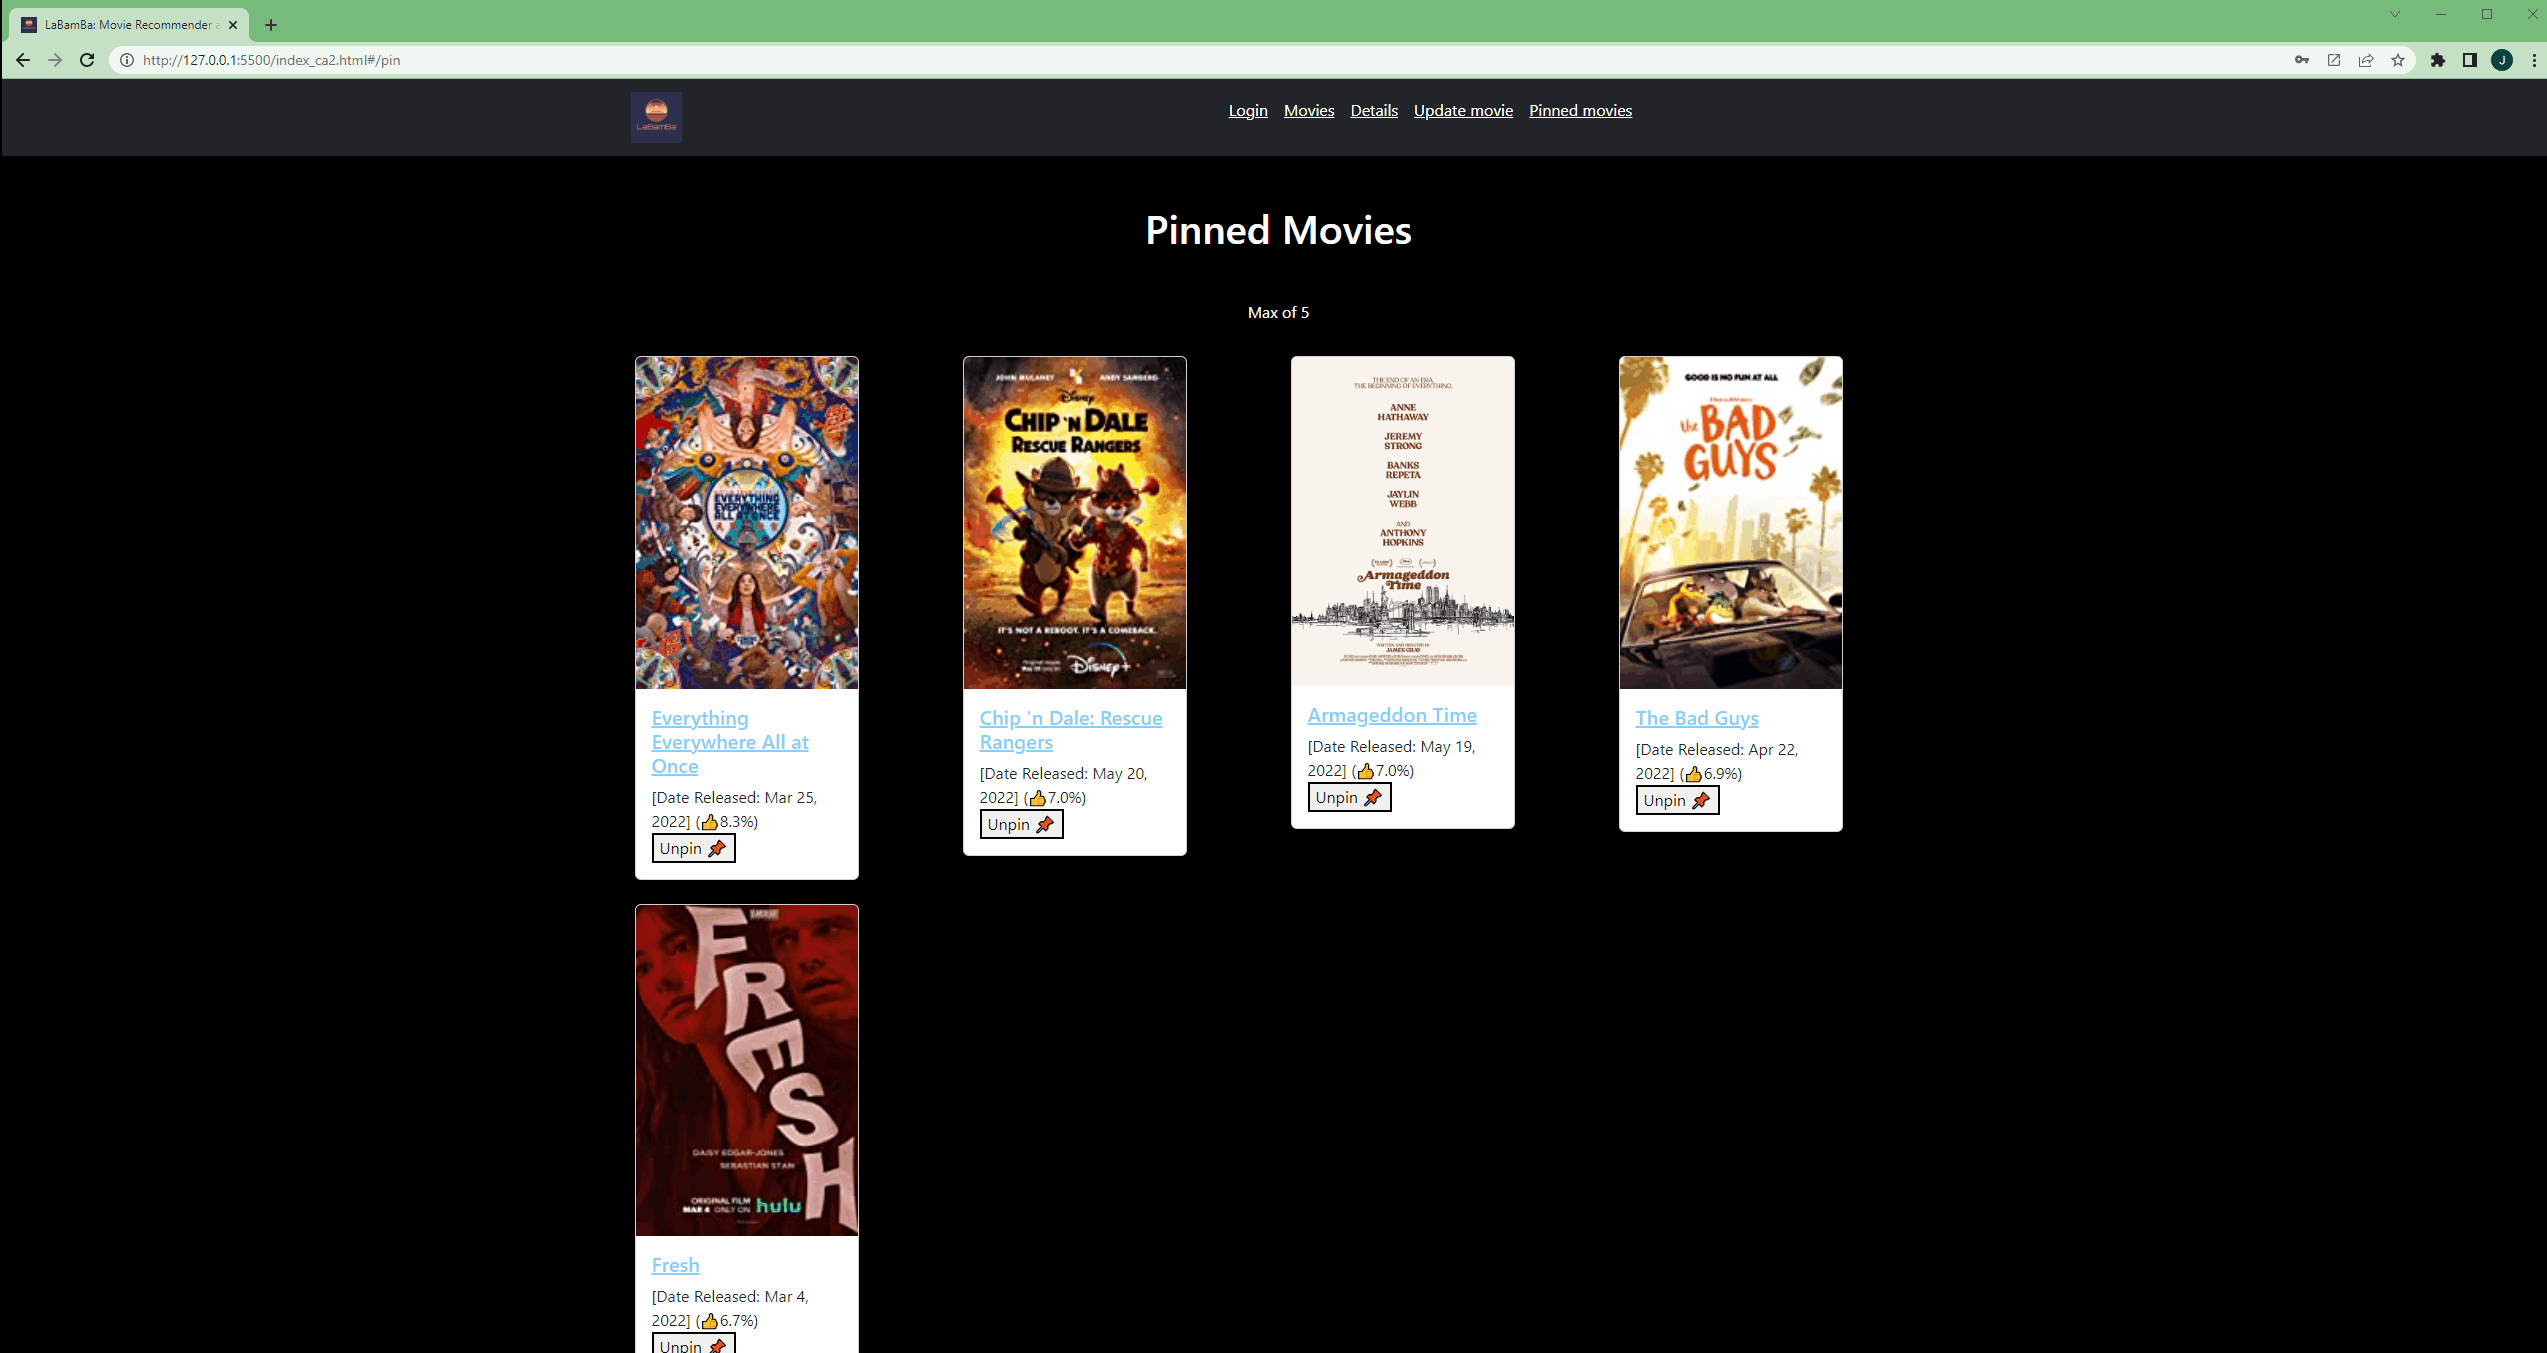 LaBamBa: Movie Recommender a
http://127.0.0.1:5500/index_ca2.html#/pin
J
LaBamBa
Login Movies Details Update movie Pinned movies
Pinned Movies
Max of 5
EVERYTHING
EVERYWHERE
ALL AT ONCE
JOHN MULANEY ANDY SAMBERG
Disney
CHIP 'N DALE
RESCUE RANGERS
IT'S NOT A REBOOT. IT'S A COMEBACK.
Disney+
THE END OF AN ERA.
THE BEGINNING OF EVERYTHING.
ANNE
HATHAWAY
JEREMY
STRONG
BANKS
REPETA
JAYLIN
WEBB
AND
ANTHONY
HOPKINS
Armageddon
Time
WRITTEN AND DIRECTED BY
JAMES GRAY
GOOD IS NO FUN AT ALL
the BAD
GUYS
Everything
Everywhere All at
Once
[Date Released: Mar 25,
2022] (👍8.3%)
Unpin 📌
Chip 'n Dale: Rescue
Rangers
[Date Released: May 20,
2022] (👍7.0%)
Unpin 📌
Armageddon Time
[Date Released: May 19,
2022] (👍7.0%)
Unpin 📌
The Bad Guys
[Date Released: Apr 22,
2022] (👍6.9%)
Unpin 📌
FRESH
DAISY EDGAR-JONES
SEBASTIAN STAN
ORIGINAL FILM
MAR 4 ONLY ON hulu
Fresh
[Date Released: Mar 4,
2022] (👍6.7%)
Unpin 📌